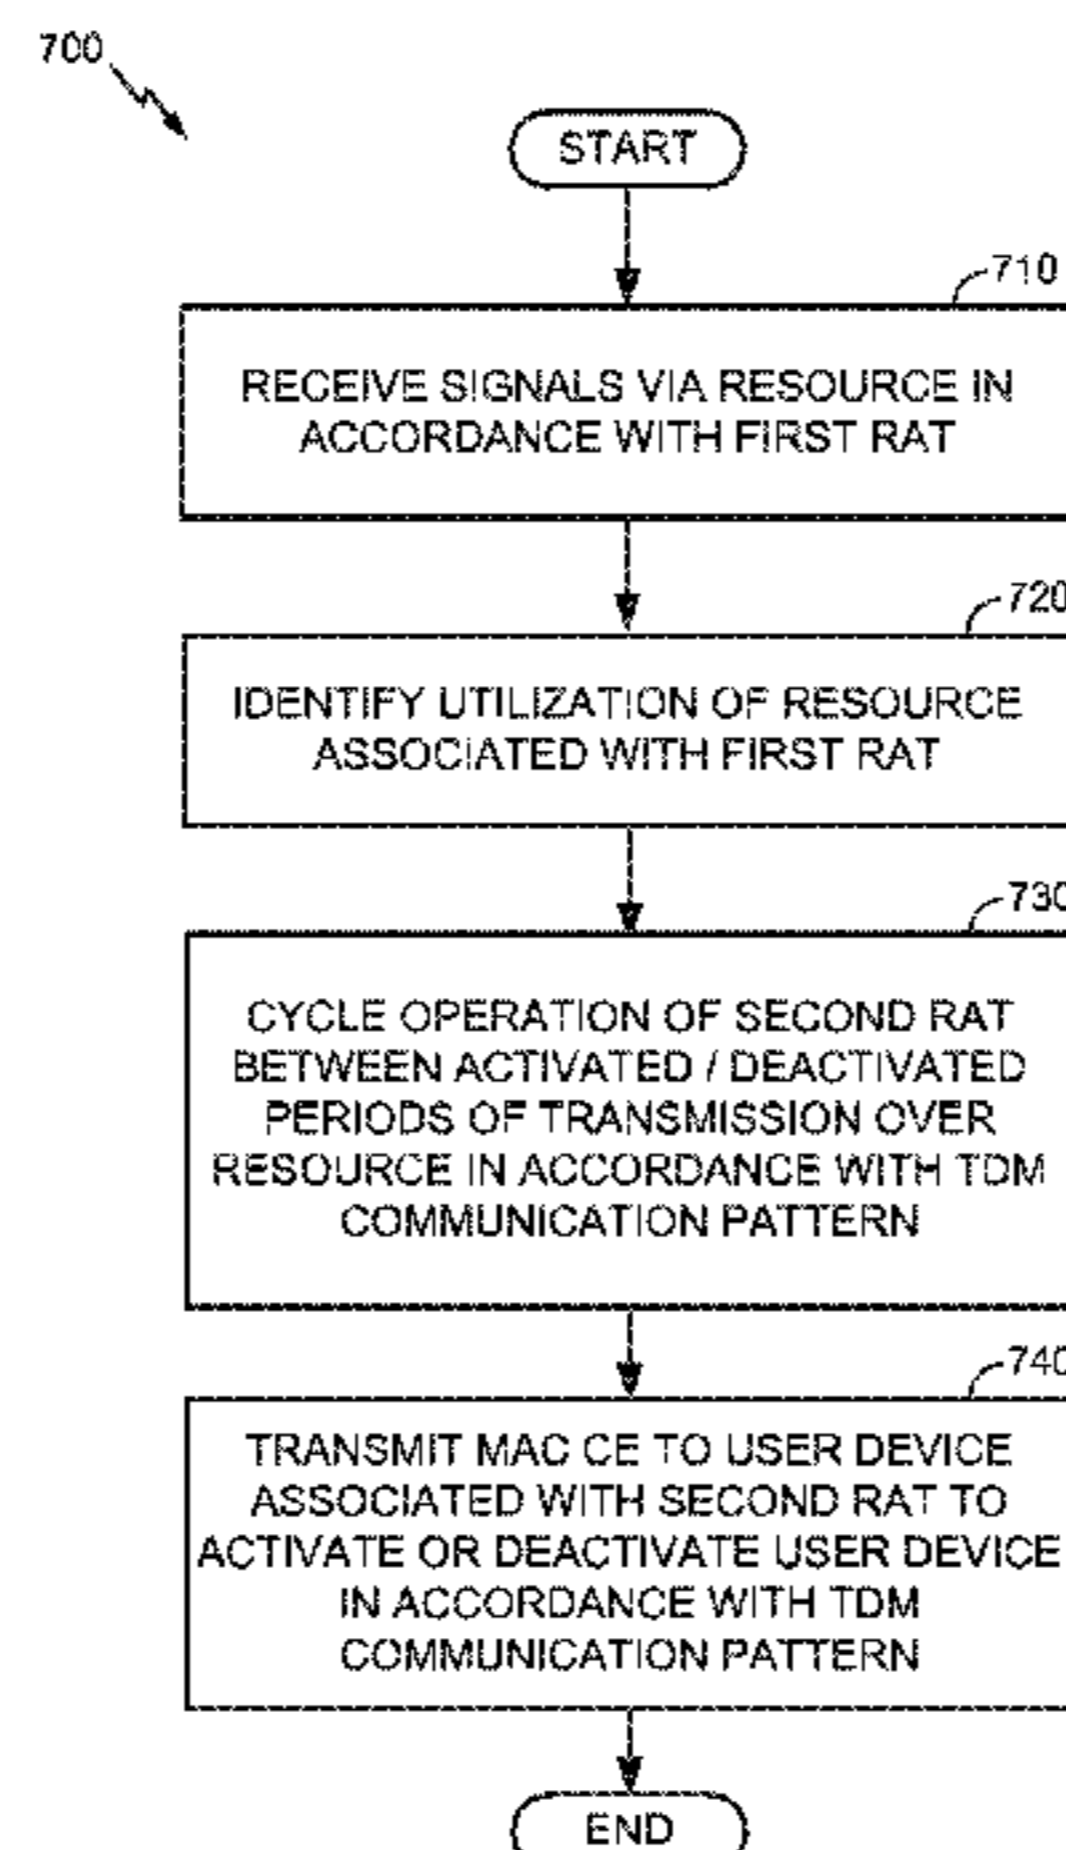 700
START
710
RECEIVE SIGNALS VIA RESOURCE IN
ACCORDANCE WITH FIRST RAT
720
IDENTIFY UTILIZATION OF RESOURCE
ASSOCIATED WITH FIRST RAT
730
CYCLE OPERATION OF SECOND RAT
BETWEEN ACTIVATED / DEACTIVATED
PERIODS OF TRANSMISSION OVER
RESOURCE IN ACCORDANCE WITH TDM
COMMUNICATION PATTERN
740
TRANSMIT MAC CE TO USER DEVICE
ASSOCIATED WITH SECOND RAT TO
ACTIVATE OR DEACTIVATE USER DEVICE
IN ACCORDANCE WITH TDM
COMMUNICATION PATTERN
END